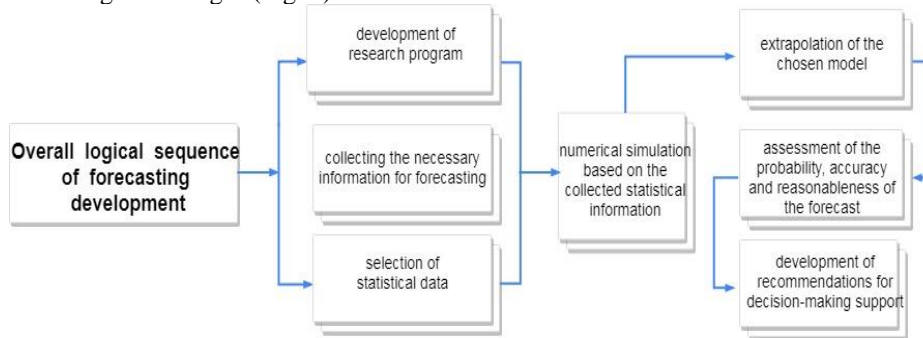 Overall logical sequence
of forecasting
development
development of
research program
collecting the necessary
information for forecasting
selection of
statistical data
numerical simulation
based on the
collected statistical
information
extrapolation of the
chosen model
assessment of the
probability, accuracy
and reasonableness of
the forecast
development of
recommendations for
decision-making support